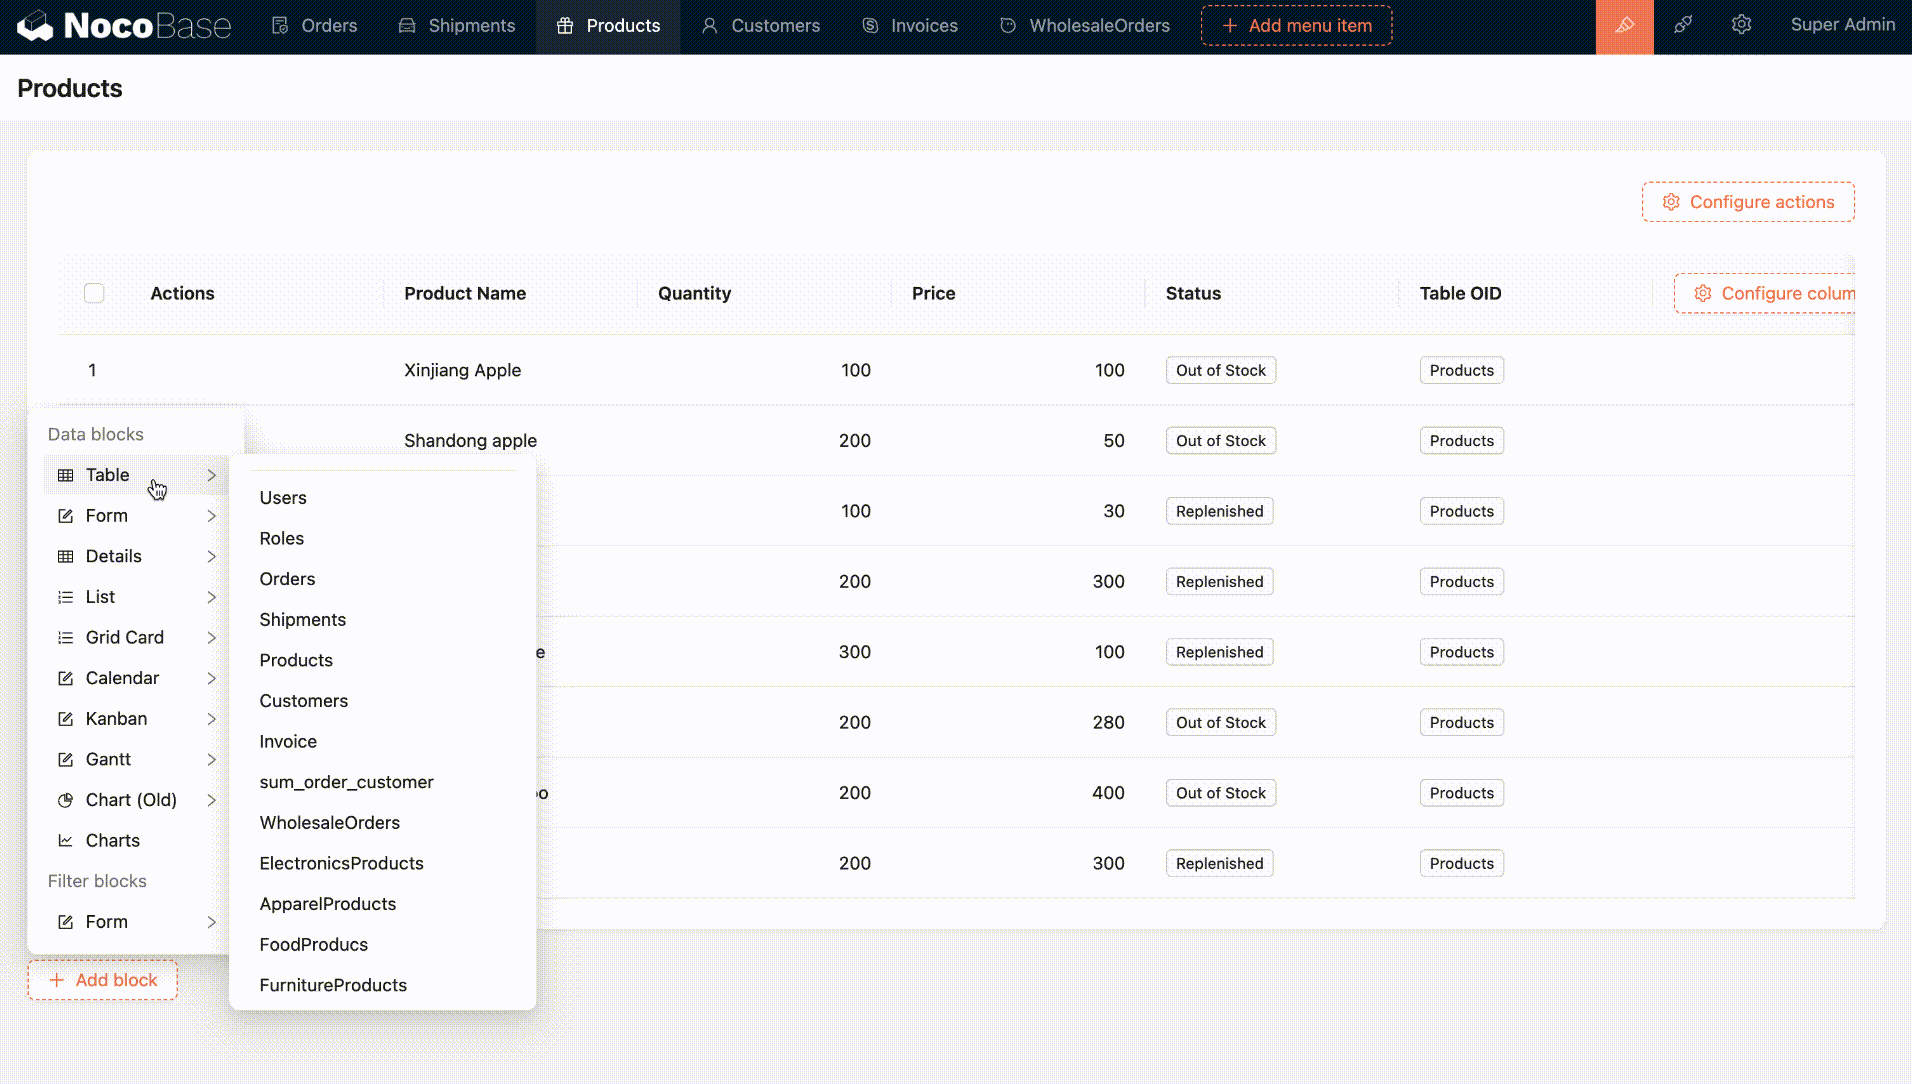 NocoBase Orders Shipments Products Customers Invoices WholesaleOrders + Add menu item Super Admin
Products
Configure actions
Actions Product Name Quantity Price Status Table OID Configure colum
1 Xinjiang Apple 100 100 Out of Stock Products
Shandong apple 200 50 Out of Stock Products
100 30 Replenished Products
200 300 Replenished Products
e 300 100 Replenished Products
200 280 Out of Stock Products
200 400 Out of Stock Products
200 300 Replenished Products
Data blocks
Table
Form
Details
List
Grid Card
Calendar
Kanban
Gantt
Chart (Old)
Charts
Filter blocks
Form
+ Add block
Users
Roles
Orders
Shipments
Products
Customers
Invoice
sum_order_customer
WholesaleOrders
ElectronicsProducts
ApparelProducts
FoodProducs
FurnitureProducts